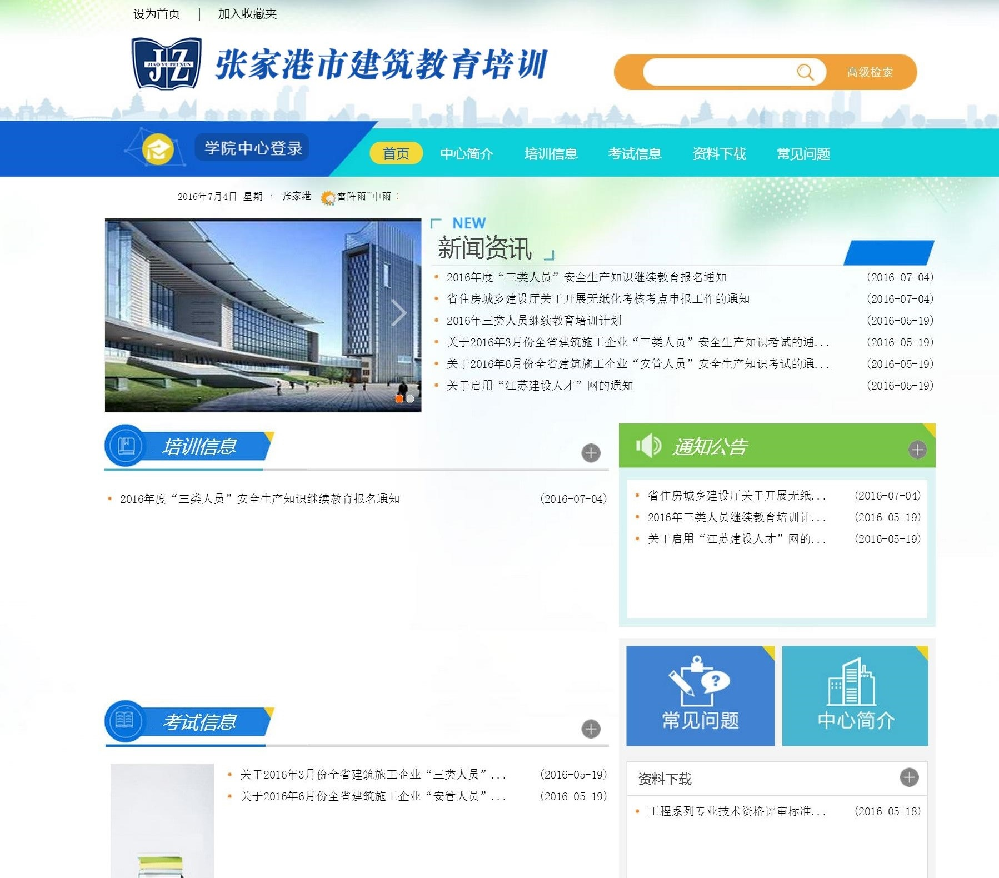 设为首页 | 加入收藏夹
JZ
JIAO YU PEI XUN
张家港市建筑教育培训
高级检索
学院中心登录
首页 中心简介 培训信息 考试信息 资料下载 常见问题
2016年7月4日 星期一 张家港 雷阵雨~中雨
NEW
新闻资讯
2016年度“三类人员”安全生产知识继续教育报名通知 (2016-07-04)
省住房城乡建设厅关于开展无纸化考核考点申报工作的通知 (2016-07-04)
2016年三类人员继续教育培训计划 (2016-05-19)
关于2016年3月份全省建筑施工企业“三类人员”安全生产知识考试的通... (2016-05-19)
关于2016年6月份全省建筑施工企业“安管人员”安全生产知识考试的通... (2016-05-19)
关于启用“江苏建设人才”网的通知 (2016-05-19)
培训信息
2016年度“三类人员”安全生产知识继续教育报名通知 (2016-07-04)
通知公告
省住房城乡建设厅关于开展无纸... (2016-07-04)
2016年三类人员继续教育培训计... (2016-05-19)
关于启用“江苏建设人才”网的... (2016-05-19)
常见问题
中心简介
考试信息
关于2016年3月份全省建筑施工企业“三类人员”... (2016-05-19)
关于2016年6月份全省建筑施工企业“安管人员”... (2016-05-19)
资料下载
工程系列专业技术资格评审标准... (2016-05-18)